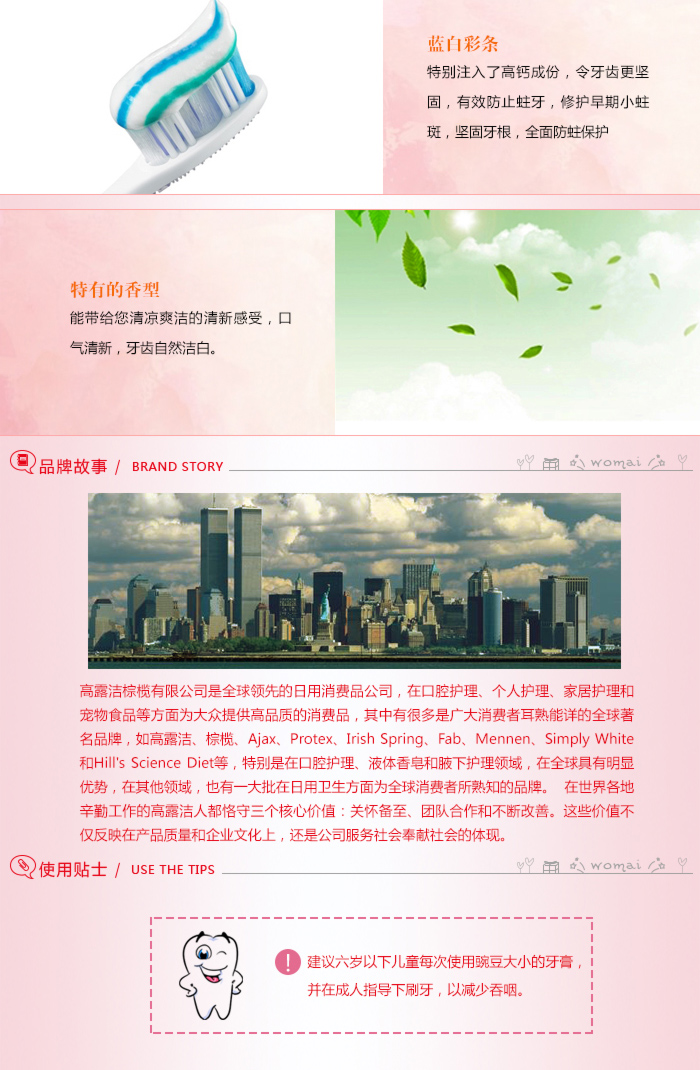 蓝白彩条
特别注入了高钙成份，令牙齿更坚
固，有效防止蛀牙，修护早期小蛀
斑，坚固牙根，全面防蛀保护
特有的香型
能带给您清凉爽洁的清新感受，口
气清新，牙齿自然洁白。
品牌故事 / BRAND STORY
womai
高露洁棕榄有限公司是全球领先的日用消费品公司，在口腔护理、个人护理、家居护理和
宠物食品等方面为大众提供高品质的消费品，其中有很多是广大消费者耳熟能详的全球著
名品牌，如高露洁、棕榄、Ajax、Protex、Irish Spring、Fab、Mennen、Simply White
和Hill's Science Diet等，特别是在口腔护理、液体香皂和腋下护理领域，在全球具有明显
优势，在其他领域，也有一大批在日用卫生方面为全球消费者所熟知的品牌。 在世界各地
辛勤工作的高露洁人都恪守三个核心价值：关怀备至、团队合作和不断改善。这些价值不
仅反映在产品质量和企业文化上，还是公司服务社会奉献社会的体现。
使用贴士 / USE THE TIPS
womai
! 建议六岁以下儿童每次使用豌豆大小的牙膏，
并在成人指导下刷牙，以减少吞咽。